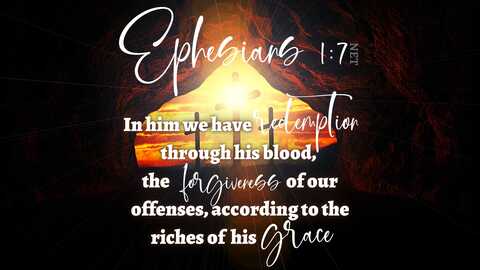 Ephesians 1:7 NET
In him we have redemption
through his blood,
the forgiveness of our
offenses, according to the
riches of his Grace